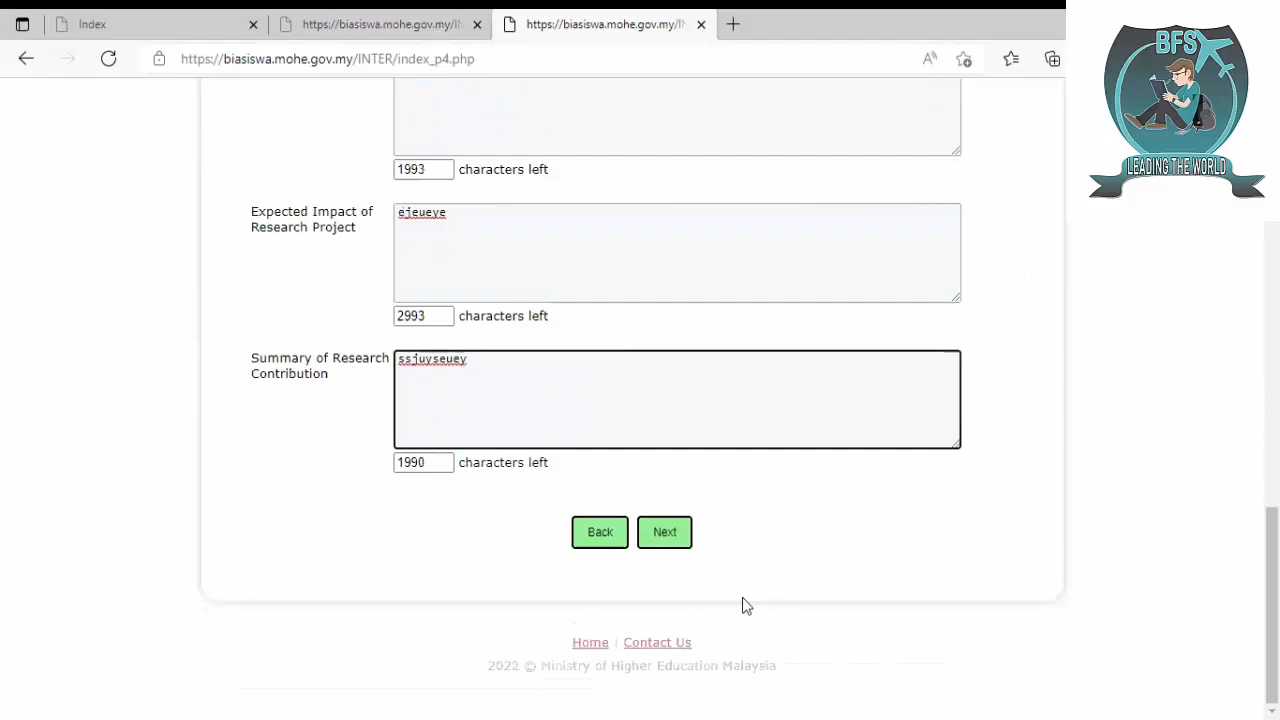 Index
https://biasiswa.mohe.gov.my/IN
https://biasiswa.mohe.gov.my/IN
https://biasiswa.mohe.gov.my/INTER/index_p4.php
BFS
LEADING THE WORLD
1993 characters left
Expected Impact of
Research Project
ejeueye
2993 characters left
Summary of Research
Contribution
ssjuyseuey
1990 characters left
Back Next
Home | Contact Us
2022 © Ministry of Higher Education Malaysia